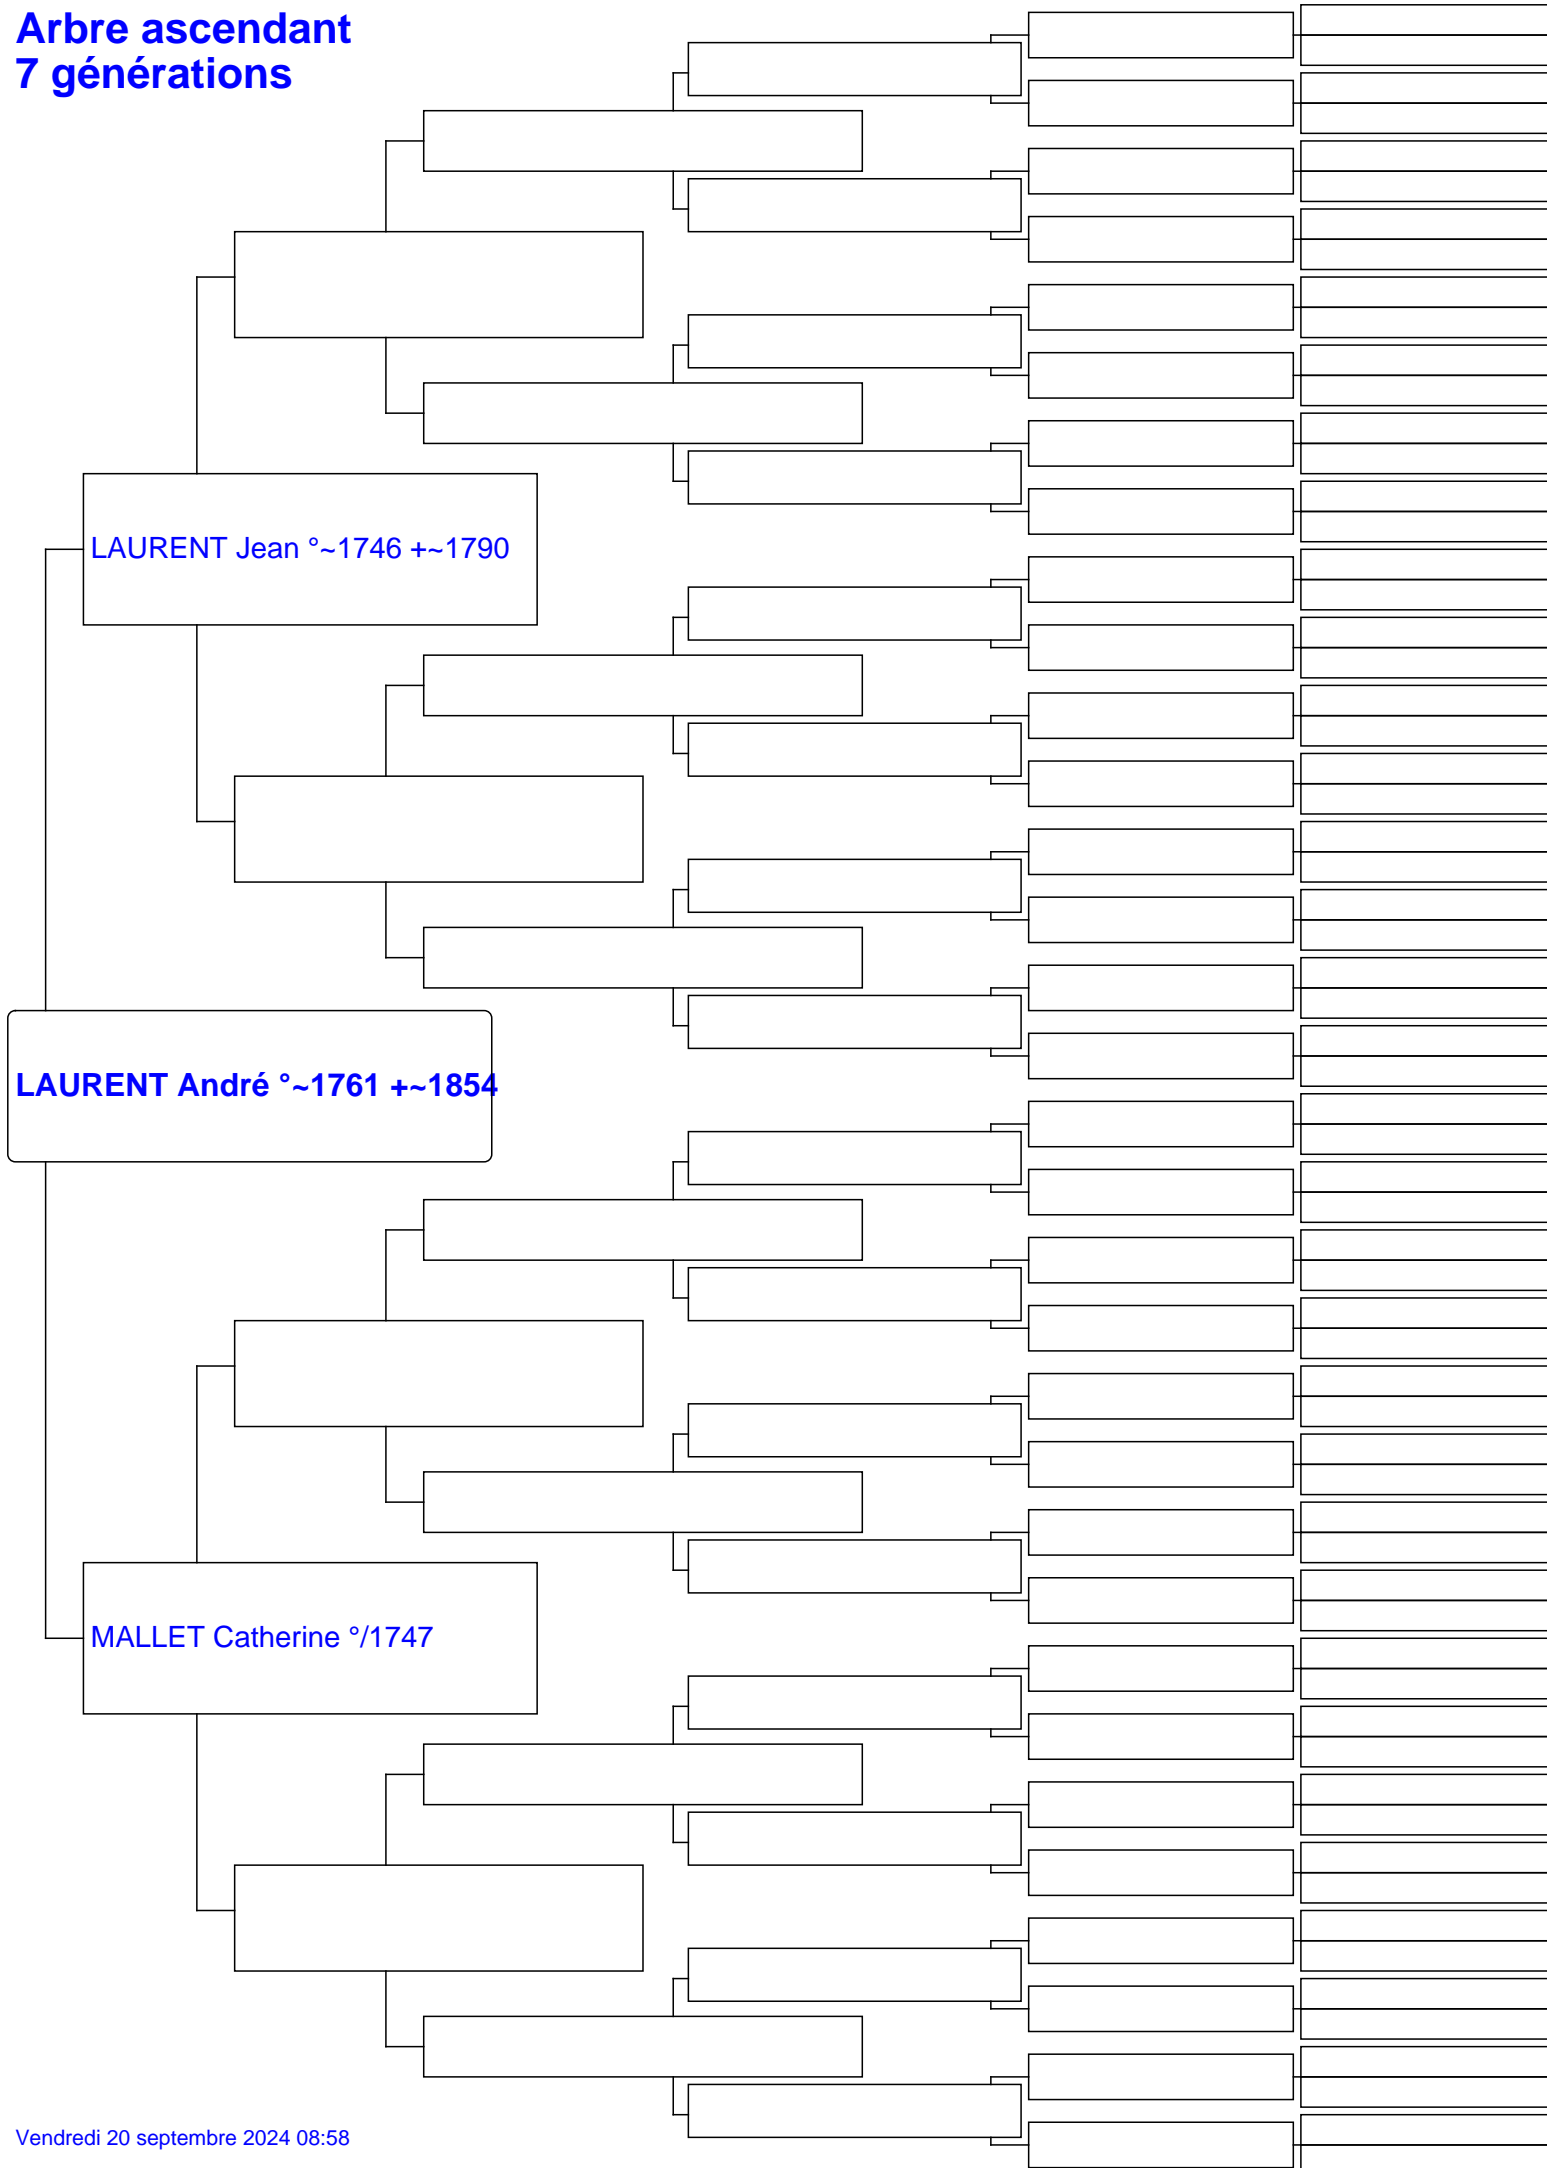 Arbre ascendant
7 générations
LAURENT Jean °~1746 +~1790
LAURENT André °~1761 +~1854
MALLET Catherine °/1747
Vendredi 20 septembre 2024 08:58